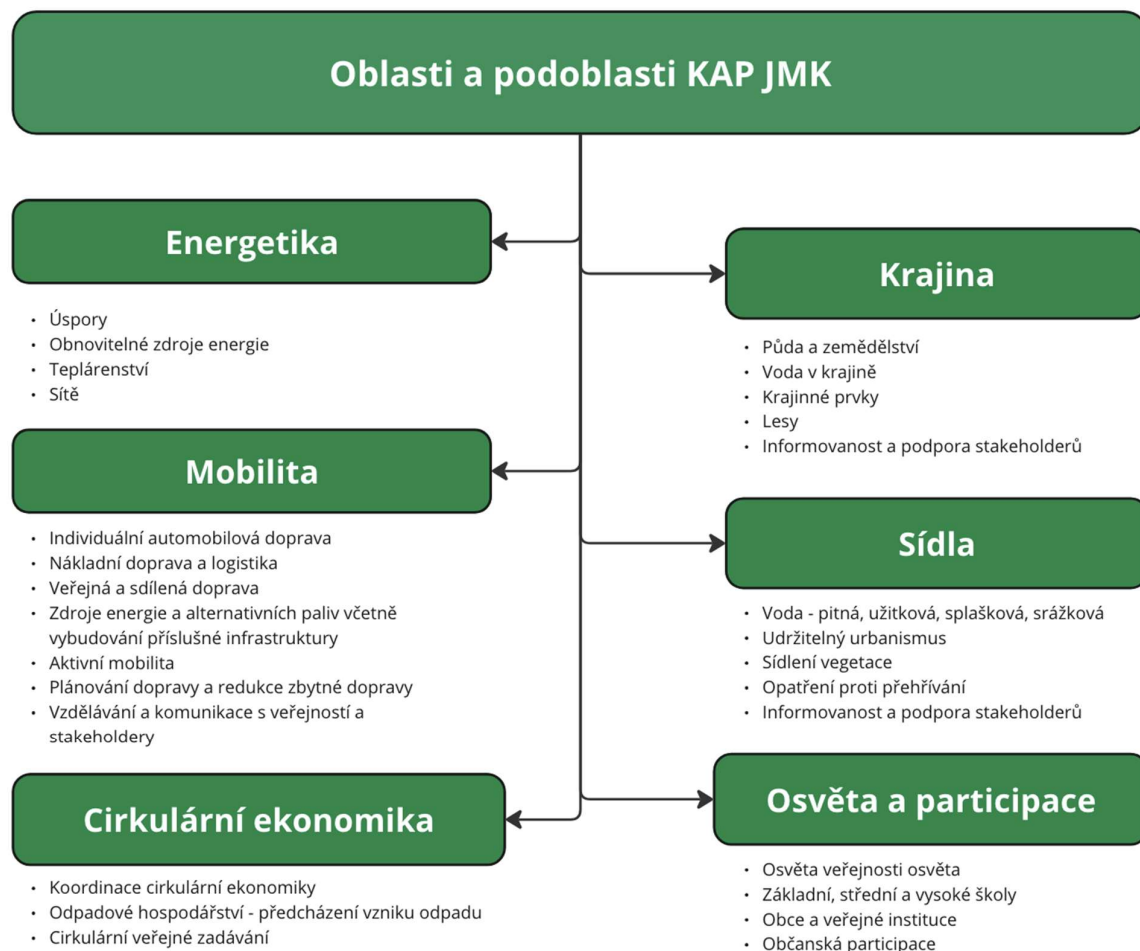 Oblasti a podoblasti KAP JMK
Energetika
• Úspory
• Obnovitelné zdroje energie
• Teplárenství
• Sítě
Mobilita
• Individuální automobilová doprava
• Nákladní doprava a logistika
• Veřejná a sdílená doprava
• Zdroje energie a alternativních paliv včetně
vybudování příslušné infrastruktury
• Aktivní mobilita
• Plánování dopravy a redukce zbytné dopravy
• Vzdělávání a komunikace s veřejností a
stakeholdery
Cirkulární ekonomika
• Koordinace cirkulární ekonomiky
• Odpadové hospodářství - předcházení vzniku odpadu
• Cirkulární veřejné zadávání
Krajina
• Půda a zemědělství
• Voda v krajině
• Krajinné prvky
• Lesy
• Informovanost a podpora stakeholderů
Sídla
• Voda - pitná, užitková, splašková, srážková
• Udržitelný urbanismus
• Sídlení vegetace
• Opatření proti přehřívání
• Informovanost a podpora stakeholderů
Osvěta a participace
• Osvěta veřejnosti osvěta
• Základní, střední a vysoké školy
• Obce a veřejné instituce
• Občanská participace